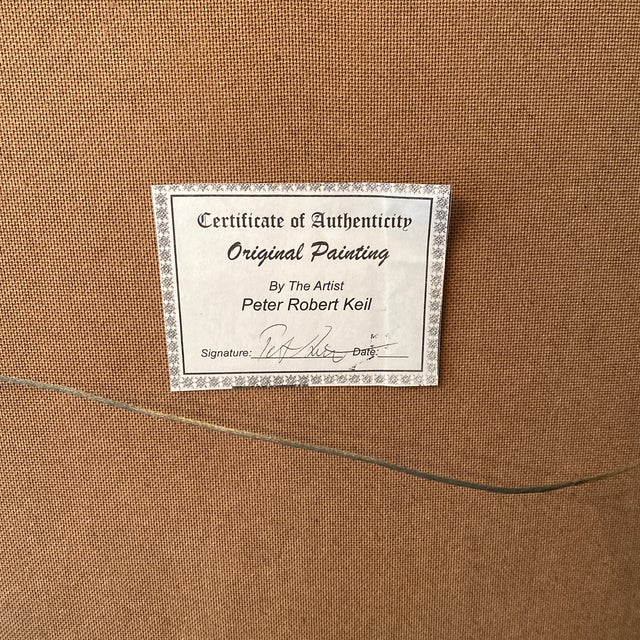 Certificate of Authenticity
Original Painting
By The Artist
Peter Robert Keil
Signature: Date: